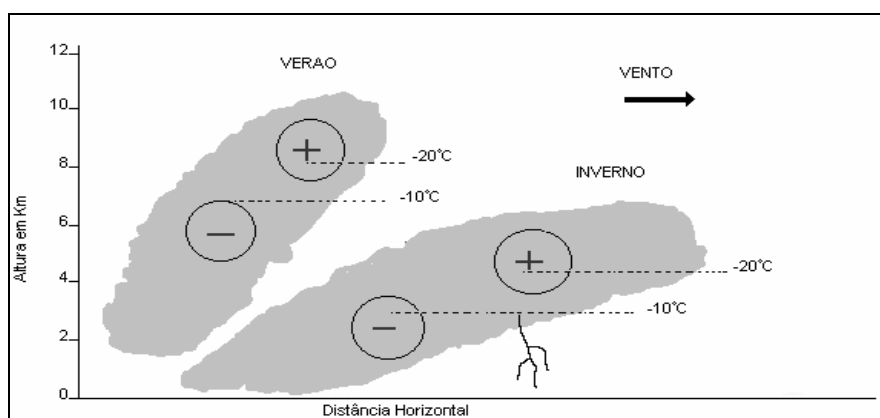 12
VERAO
VENTO
10
-20°C
8
INVERNO
-10°C
6
Altura em Km
4
-20°C
-10°C
2
0
Distância Horizontal